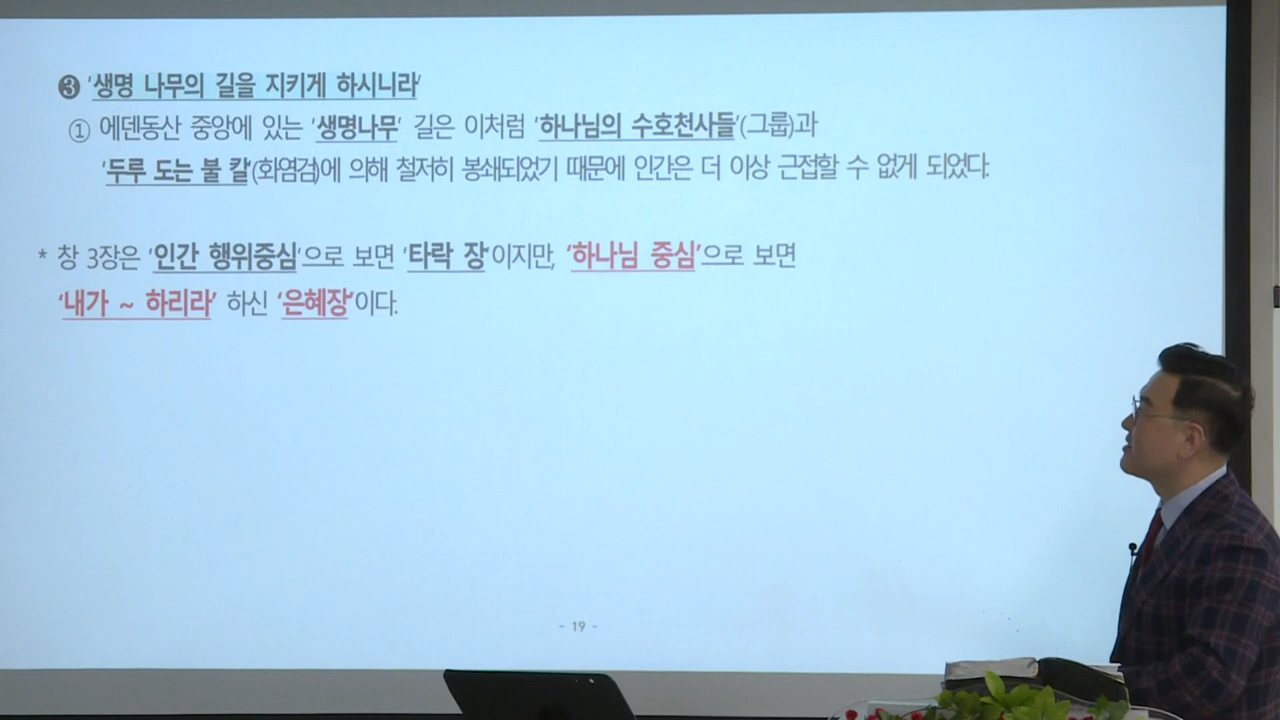 ❸ '생명 나무의 길을 지키게 하시니라'
① 에덴동산 중앙에 있는 '생명나무' 길은 이처럼 '하나님의 수호천사들'(그룹)과
'두루 도는 불 칼'(화염검)에 의해 철저히 봉쇄되었기 때문에 인간은 더 이상 근접할 수 없게 되었다.
* 창 3장은 '인간 행위중심'으로 보면 '타락 장'이지만, '하나님 중심'으로 보면
'내가 ~ 하리라' 하신 '은혜장'이다.
- 19 -